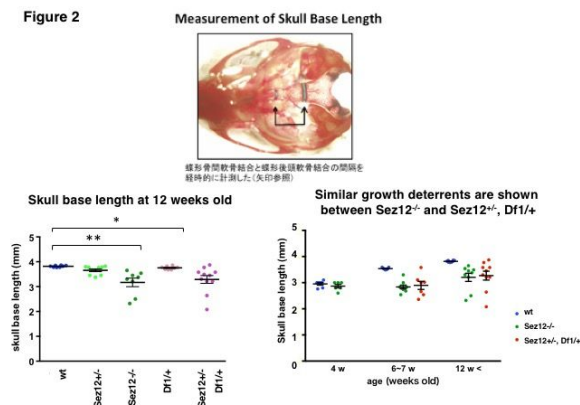 Figure 2
Measurement of Skull Base Length
蝶形骨間軟骨結合と蝶形後頭軟骨結合の間隔を
経時的に計測した(矢印参照)
Skull base length at 12 weeks old
*
**
skull base length (mm)
5
4
3
2
1
0
wt
Sez12+/-
Sez12-/-
Df1/+
Sez12+/-
Df1/+
Similar growth deterrents are shown
between Sez12-/- and Sez12+/-, Df1/+
Skull base length (mm)
5
4
3
2
1
0
4 w
6~7 w
12 w <
age (weeks old)
wt
Sez12-/-
Sez12+/-, Df1/+